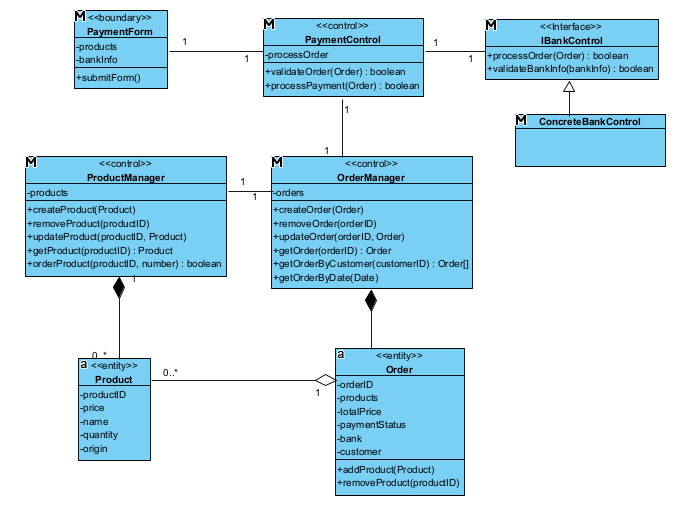 M <<boundary>>
PaymentForm
-products
-bankInfo
+submitForm()
1
1
M <<control>>
PaymentControl
-processOrder
+validateOrder(Order) : boolean
+processPayment(Order) : boolean
1
1
M <<Interface>>
IBankControl
+processOrder(Order) : boolean
+validateBankInfo(bankInfo) : boolean
M ConcreteBankControl
1
1
M <<control>>
ProductManager
-products
+createProduct(Product)
+removeProduct(productID)
+updateProduct(productID, Product)
+getProduct(productID) : Product
+orderProduct(productID, number) : boolean
1
1
M <<control>>
OrderManager
-orders
+createOrder(Order)
+removeOrder(orderID)
+updateOrder(orderID, Order)
+getOrder(orderID) : Order
+getOrderByCustomer(customerID) : Order[]
+getOrderByDate(Date)
1
0..*
a <<entity>>
Product
-productID
-price
-name
-quantity
-origin
0..*
1
a <<entity>>
Order
-orderID
-products
-totalPrice
-paymentStatus
-bank
-customer
+addProduct(Product)
+removeProduct(productID)